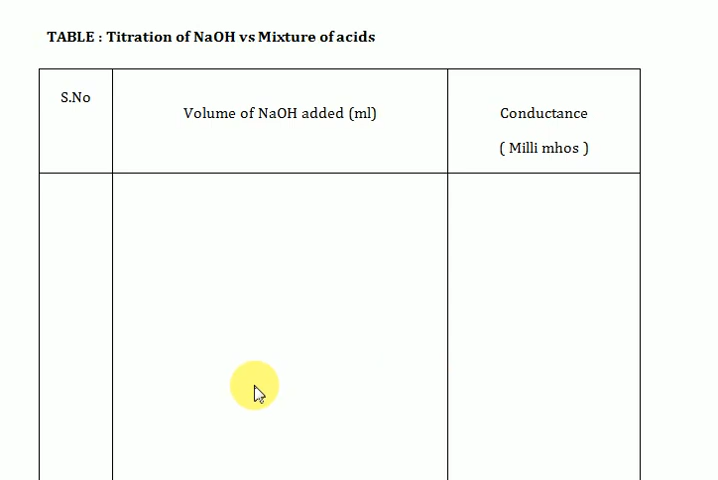 TABLE : Titration of NaOH vs Mixture of acids
S.No
Volume of NaOH added (ml)
Conductance
( Milli mhos )